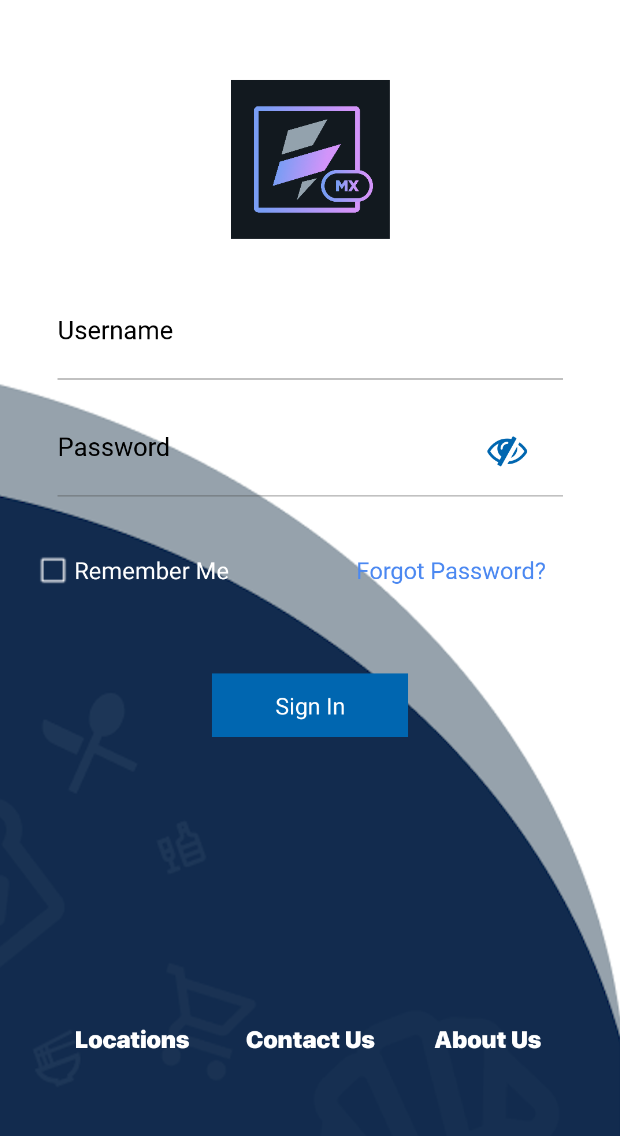 MX
Username
Password
Remember Me
Forgot Password?
Sign In
Locations
Contact Us
About Us